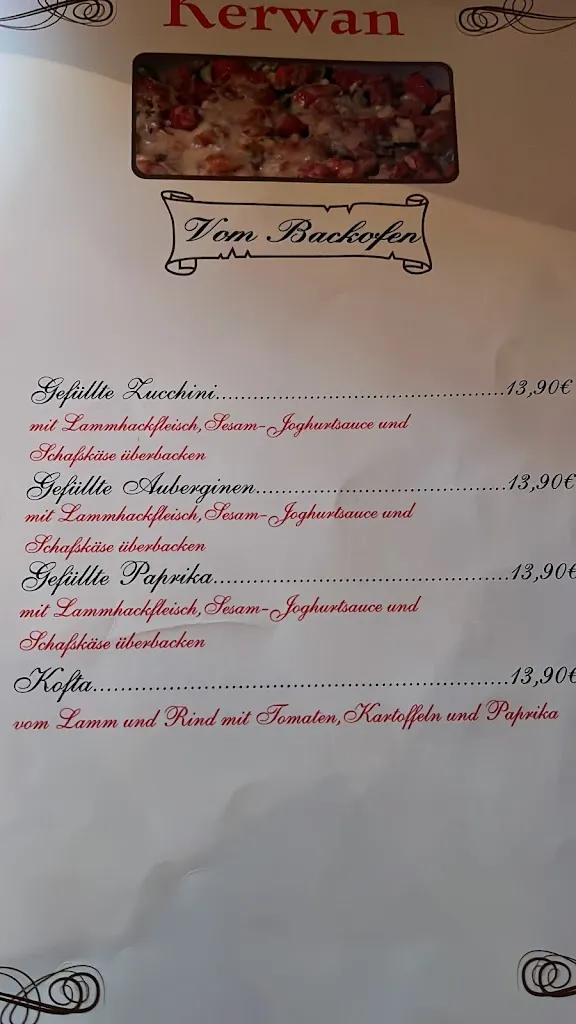 Kerwan
Vom Backofen
Gefüllte Zucchini..................................................13,90€
mit Lammhackfleisch, Sesam-Joghurtsauce und
Schafskäse überbacken
Gefüllte Auberginen............................................13,90€
mit Lammhackfleisch, Sesam-Joghurtsauce und
Schafskäse überbacken
Gefüllte Paprika...................................................13,90€
mit Lammhackfleisch, Sesam-Joghurtsauce und
Schafskäse überbacken
Kofta.......................................................................13,90€
vom Lamm und Rind mit Tomaten, Kartoffeln und Paprika